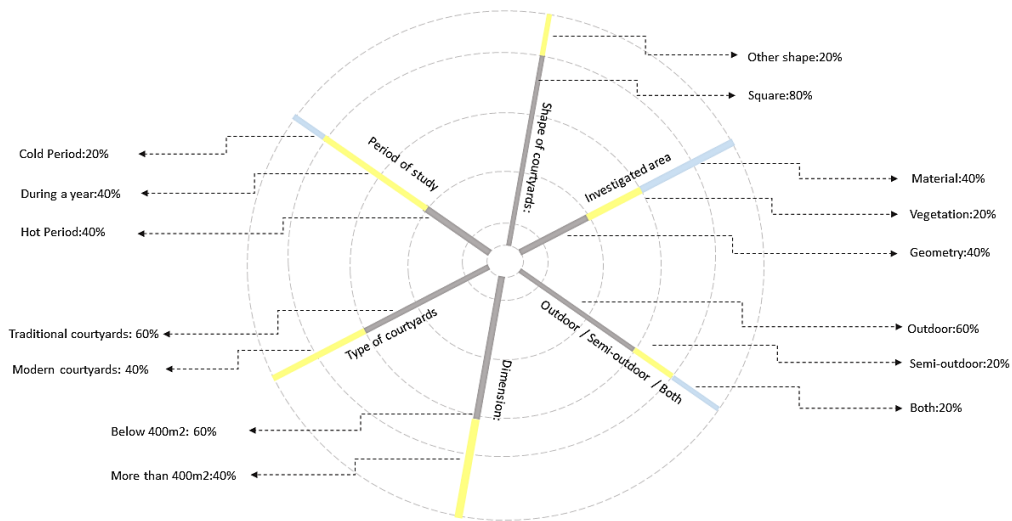 Other shape:20%
Square:80%
Shape of courtyards:
Cold Period:20%
During a year:40%
Hot Period:40%
Period of study
Investigated area
Material:40%
Vegetation:20%
Geometry:40%
Traditional courtyards: 60%
Modern courtyards: 40%
Type of courtyards
Outdoor / Semi-outdoor / Both
Outdoor:60%
Semi-outdoor:20%
Both:20%
Dimension:
Below 400m2: 60%
More than 400m2:40%